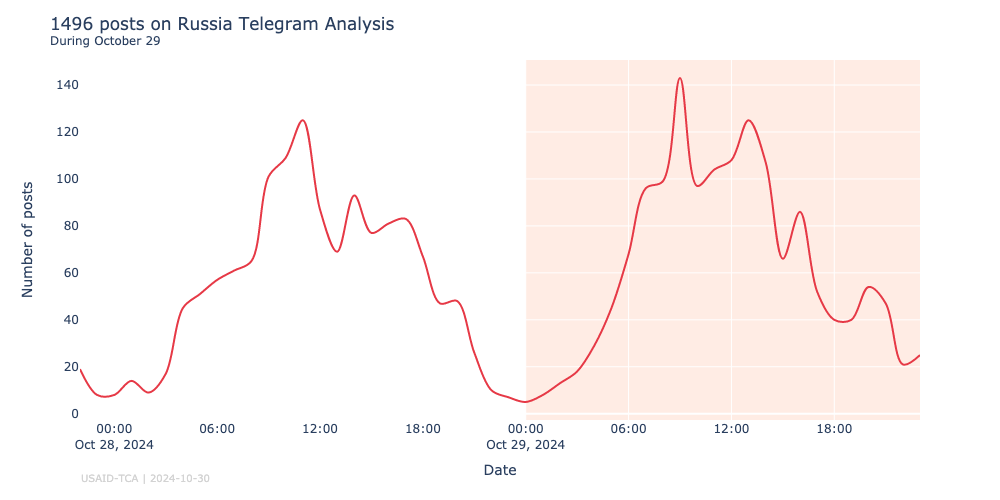 1496 posts on Russia Telegram Analysis
During October 29
140
120
100
80
60
40
20
0
Number of posts
00:00 06:00 12:00 18:00 00:00 06:00 12:00 18:00
Oct 28, 2024 Oct 29, 2024
Date
USAID-TCA | 2024-10-30